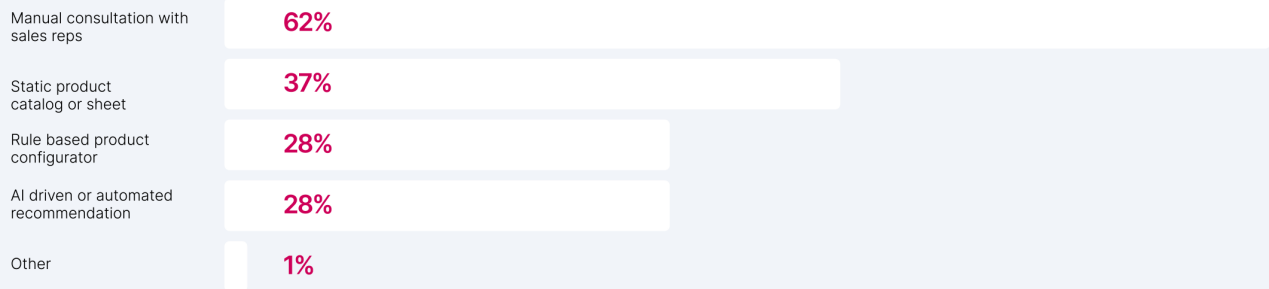 Manual consultation with
sales reps
62%
Static product
catalog or sheet
37%
Rule based product
configurator
28%
AI driven or automated
recommendation
28%
Other
1%